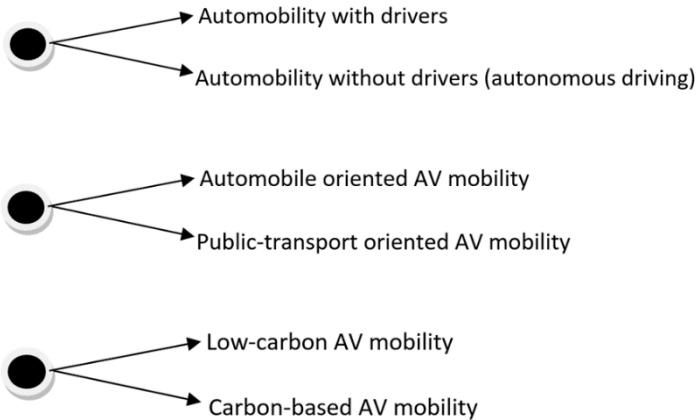 Automobility with drivers
Automobility without drivers (autonomous driving)
Automobile oriented AV mobility
Public-transport oriented AV mobility
Low-carbon AV mobility
Carbon-based AV mobility